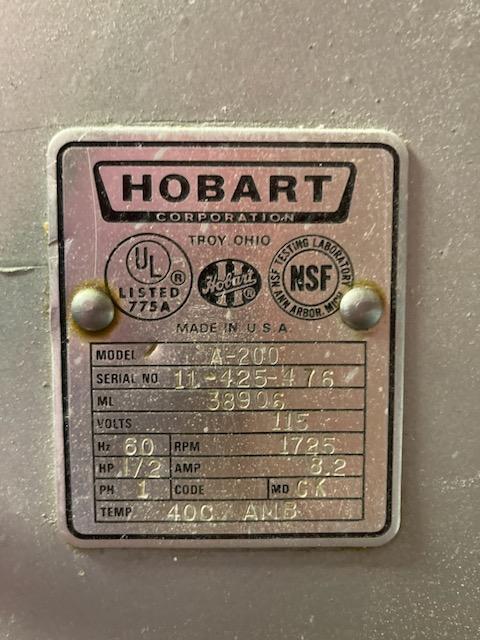 HOBART
CORPORATION
TROY, OHIO
UL ® LISTED 775A
Hobart ®
NSF TESTING LABORATORY ANN ARBOR, MICH. NSF
MADE IN U.S.A.
MODEL A-200
SERIAL NO 11-425-476
ML 38906
VOLTS 115
Hz 60 RPM 1725
HP 1/2 AMP 8.2
PH 1 CODE MD CK
TEMP 40C AMB